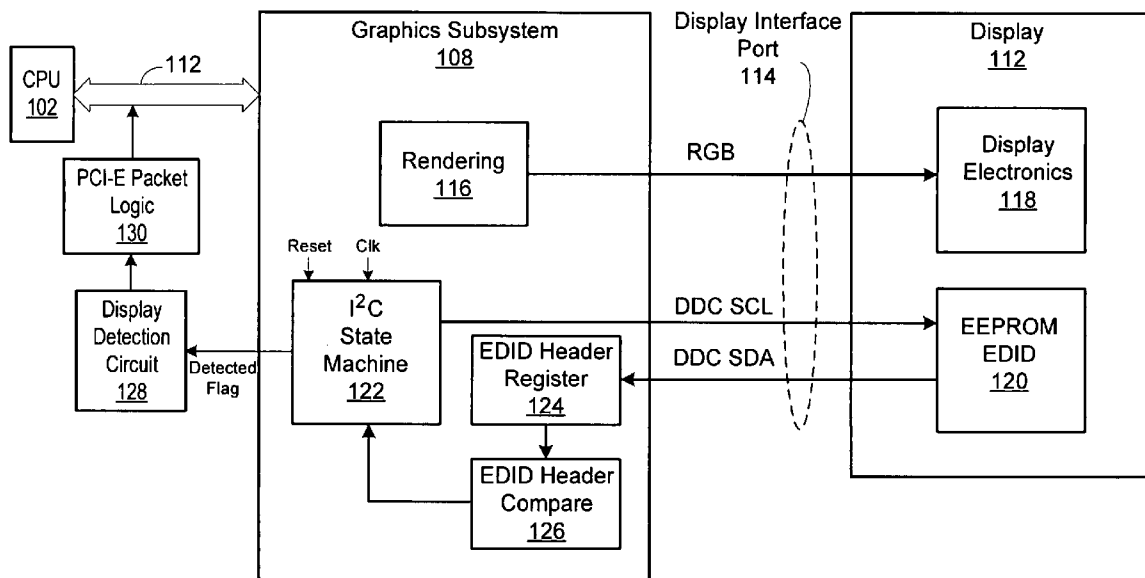 CPU
102
112
PCI-E Packet
Logic
130
Display
Detection
Circuit
128
Detected
Flag
Graphics Subsystem
108
Rendering
116
Reset
Clk
I²C
State
Machine
122
EDID Header
Register
124
EDID Header
Compare
126
Display Interface
Port
114
RGB
DDC SCL
DDC SDA
Display
112
Display
Electronics
118
EEPROM
EDID
120